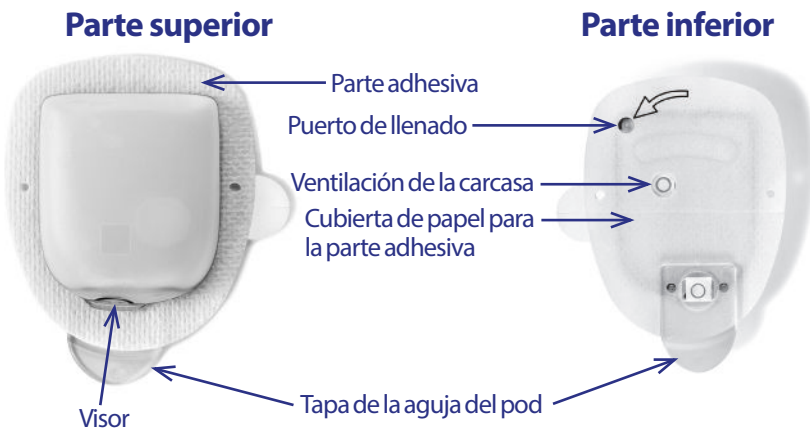 Parte superior
Parte inferior
Parte adhesiva
Puerto de llenado
Ventilación de la carcasa
Cubierta de papel para
la parte adhesiva
Tapa de la aguja del pod
Visor